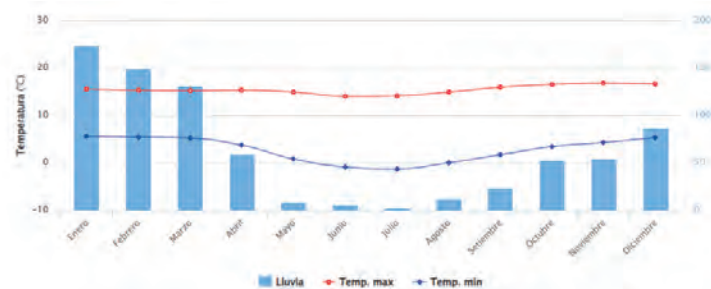 30
200
20
150
10
100
0
50
-10
0
Temperatura (°C)
Enero
Febrero
Marzo
Abril
Mayo
Junio
Julio
Agosto
Setiembre
Octubre
Noviembre
Diciembre
Lluvia
Temp. max
Temp. min